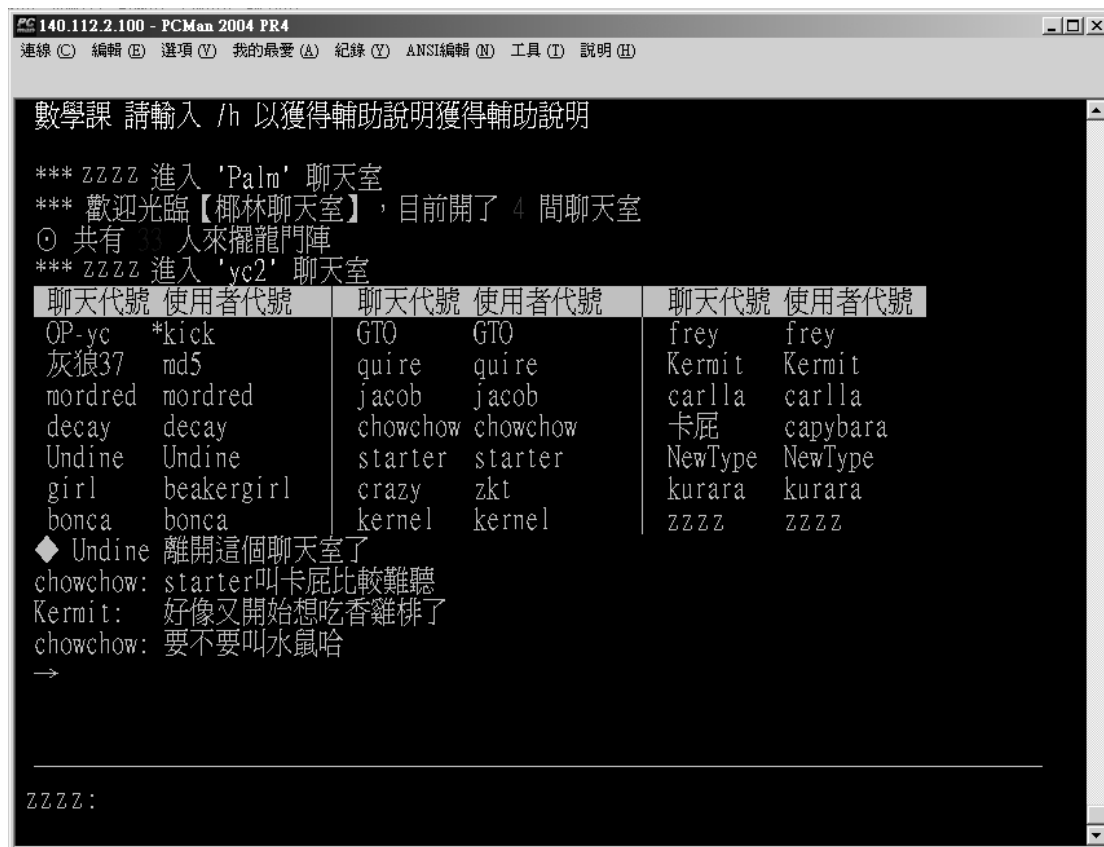 140.112.2.100 - PCMan 2004 PR4
連線(C) 編輯(E) 選項(V) 我的最愛(A) 紀錄(Y) ANSI編輯(N) 工具(T) 說明(H)
數學課 請輸入 /h 以獲得輔助說明獲得輔助說明
*** zzzz 進入 'Palm' 聊天室
*** 歡迎光臨【椰林聊天室】，目前開了 4 間聊天室
⊙ 共有 33 人來擺龍門陣
*** zzzz 進入 'yc2' 聊天室
聊天代號 使用者代號 │ 聊天代號 使用者代號 │ 聊天代號 使用者代號
OP-yc *kick │ GTO GTO │ frey frey
灰狼37 md5 │ quire quire │ Kermit Kermit
mordred mordred │ jacob jacob │ carlla carlla
decay decay │ chowchow chowchow │ 卡屁 capybara
Undine Undine │ starter starter │ NewType NewType
girl beakergirl │ crazy zkt │ kurara kurara
bonca bonca │ kernel kernel │ zzzz zzzz
◆ Undine 離開這個聊天室了
chowchow: starter叫卡屁比較難聽
Kermit: 好像又開始想吃香雞排了
chowchow: 要不要叫水鼠哈
→
zzzz: